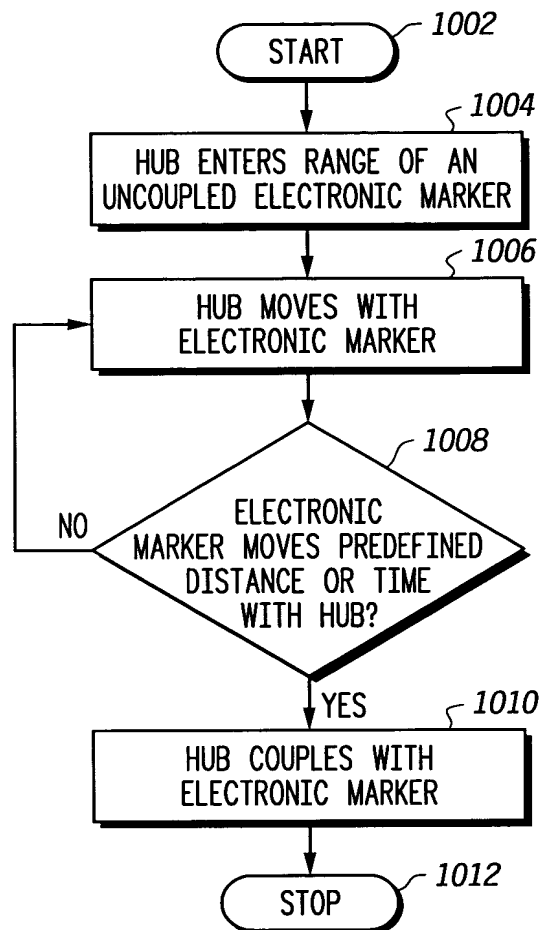 START
1002
1004
HUB ENTERS RANGE OF AN
UNCOUPLED ELECTRONIC MARKER
1006
HUB MOVES WITH
ELECTRONIC MARKER
1008
ELECTRONIC
MARKER MOVES PREDEFINED
DISTANCE OR TIME
WITH HUB?
NO
YES
1010
HUB COUPLES WITH
ELECTRONIC MARKER
STOP
1012